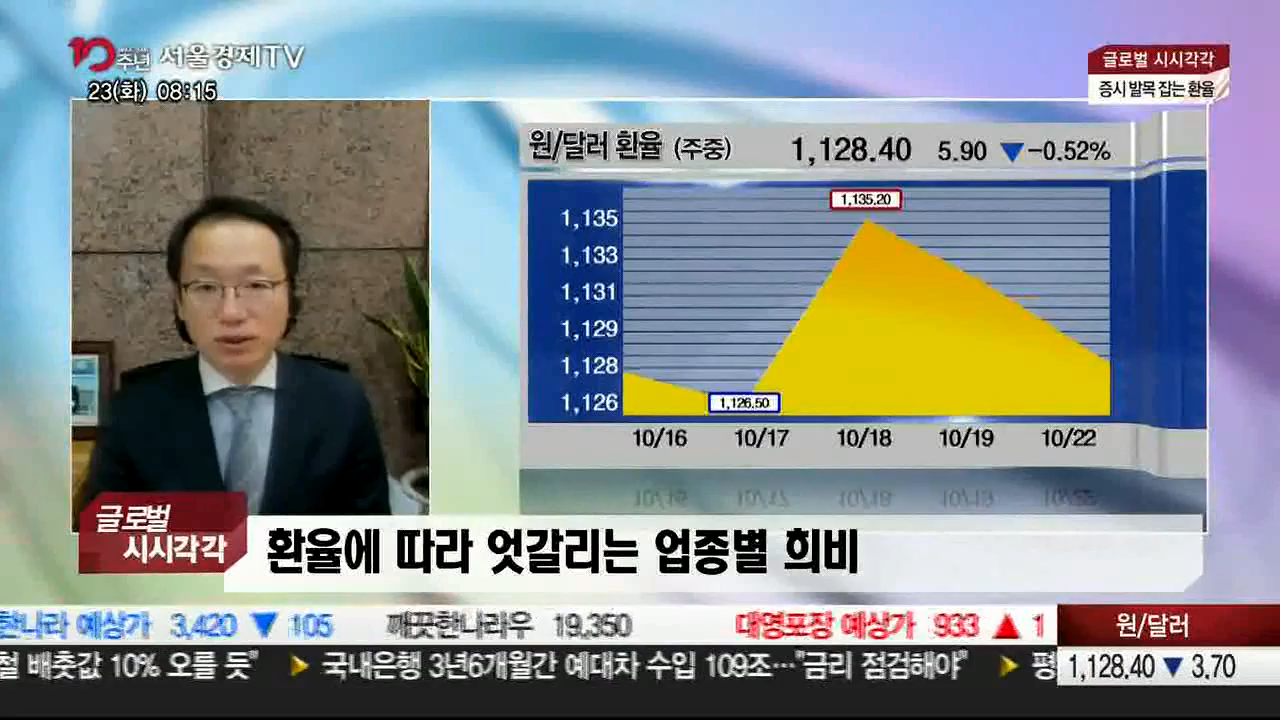 10주년 서울경제TV
23(화) 08:15
글로벌 시시각각
증시 발목 잡는 환율
원/달러 환율 (주중) 1,128.40 5.90 ▼-0.52%
1,135.20
1,135
1,133
1,131
1,129
1,128
1,126
1,126.50
10/16 10/17 10/18 10/19 10/22
글로벌
시시각각
환율에 따라 엇갈리는 업종별 희비
한나라 예상가 3,420 ▼ 105 깨끗한나라우 19,350 대영포장 예상가 933 ▲ 1
원/달러
철 배춧값 10% 오를 듯" ▶ 국내은행 3년6개월간 예대차 수입 109조…"금리 점검해야" ▶ 평
1,128.40 ▼ 3.70